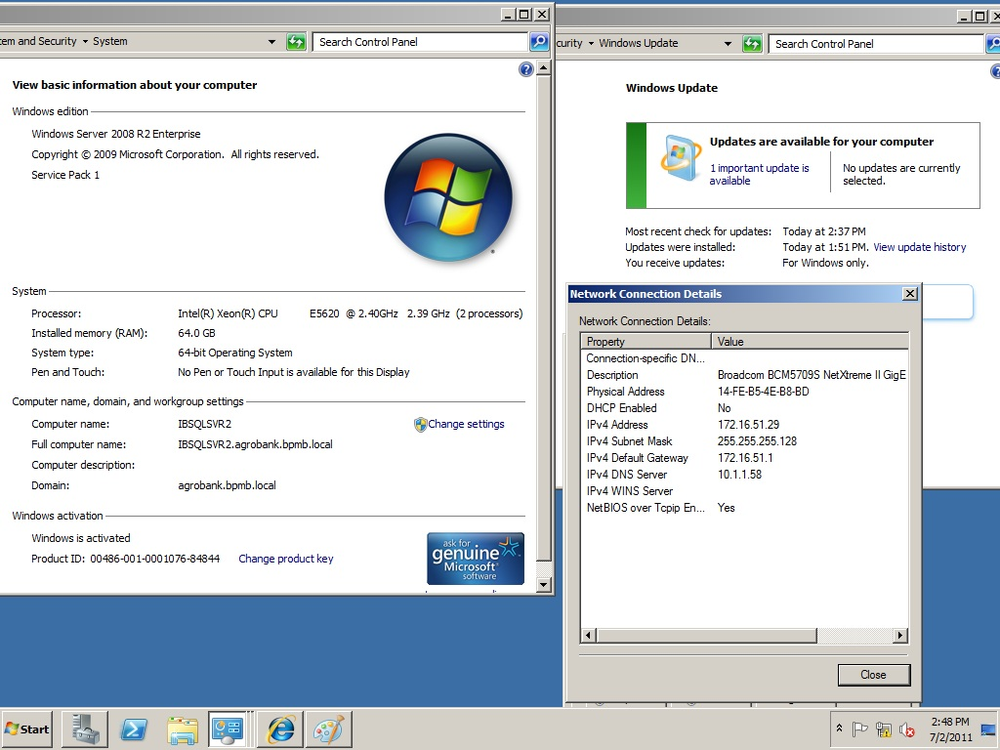 tem and Security ▾ System
Search Control Panel
View basic information about your computer
Windows edition
Windows Server 2008 R2 Enterprise
Copyright © 2009 Microsoft Corporation. All rights reserved.
Service Pack 1
System
Processor: Intel(R) Xeon(R) CPU E5620 @ 2.40GHz 2.39 GHz (2 processors)
Installed memory (RAM): 64.0 GB
System type: 64-bit Operating System
Pen and Touch: No Pen or Touch Input is available for this Display
Computer name, domain, and workgroup settings
Computer name: IBSQLSVR2
Change settings
Full computer name: IBSQLSVR2.agrobank.bpmb.local
Computer description:
Domain: agrobank.bpmb.local
Windows activation
Windows is activated
Product ID: 00486-001-0001076-84844 Change product key
ask for
genuine
Microsoft
software
curity ▾ Windows Update
Search Control Panel
Windows Update
Updates are available for your computer
1 important update is
available
No updates are currently
selected.
Most recent check for updates: Today at 2:37 PM
Updates were installed: Today at 1:51 PM. View update history
You receive updates: For Windows only.
Network Connection Details
Network Connection Details:
Property Value
Connection-specific DN...
Description Broadcom BCM5709S NetXtreme II GigE
Physical Address 14-FE-B5-4E-B8-BD
DHCP Enabled No
IPv4 Address 172.16.51.29
IPv4 Subnet Mask 255.255.255.128
IPv4 Default Gateway 172.16.51.1
IPv4 DNS Server 10.1.1.58
IPv4 WINS Server
NetBIOS over Tcpip En... Yes
Close
Start
2:48 PM
7/2/2011